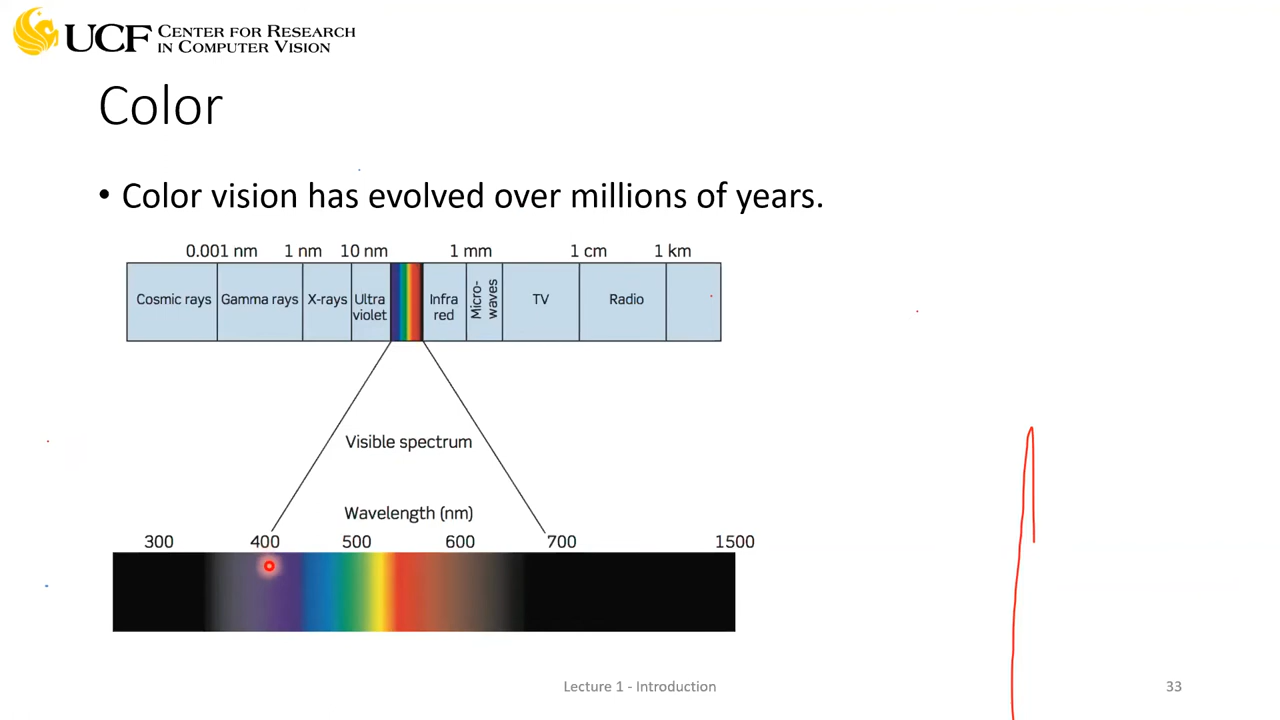 UCF CENTER FOR RESEARCH
IN COMPUTER VISION
Color
• Color vision has evolved over millions of years.
0.001 nm 1 nm 10 nm 1 mm 1 cm 1 km
Cosmic rays Gamma rays X-rays Ultra violet Infra red Micro-waves TV Radio
Visible spectrum
Wavelength (nm)
300 400 500 600 700 1500
Lecture 1 - Introduction 33